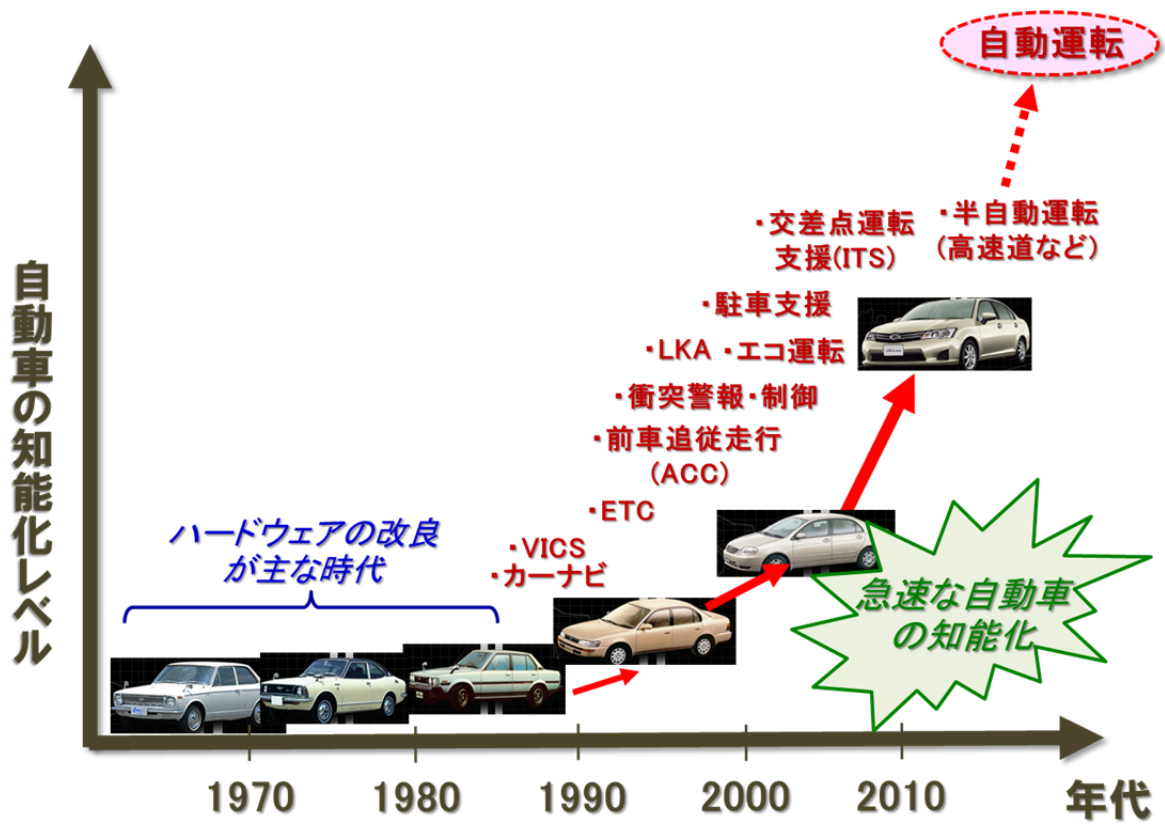 自動運転
・交差点運転
支援(ITS)
・半自動運転
(高速道など)
・駐車支援
・LKA ・エコ運転
・衝突警報・制御
・前車追従走行
(ACC)
・ETC
・VICS
・カーナビ
ハードウェアの改良
が主な時代
急速な自動車
の知能化
自動車の知能化レベル
1970 1980 1990 2000 2010
年代